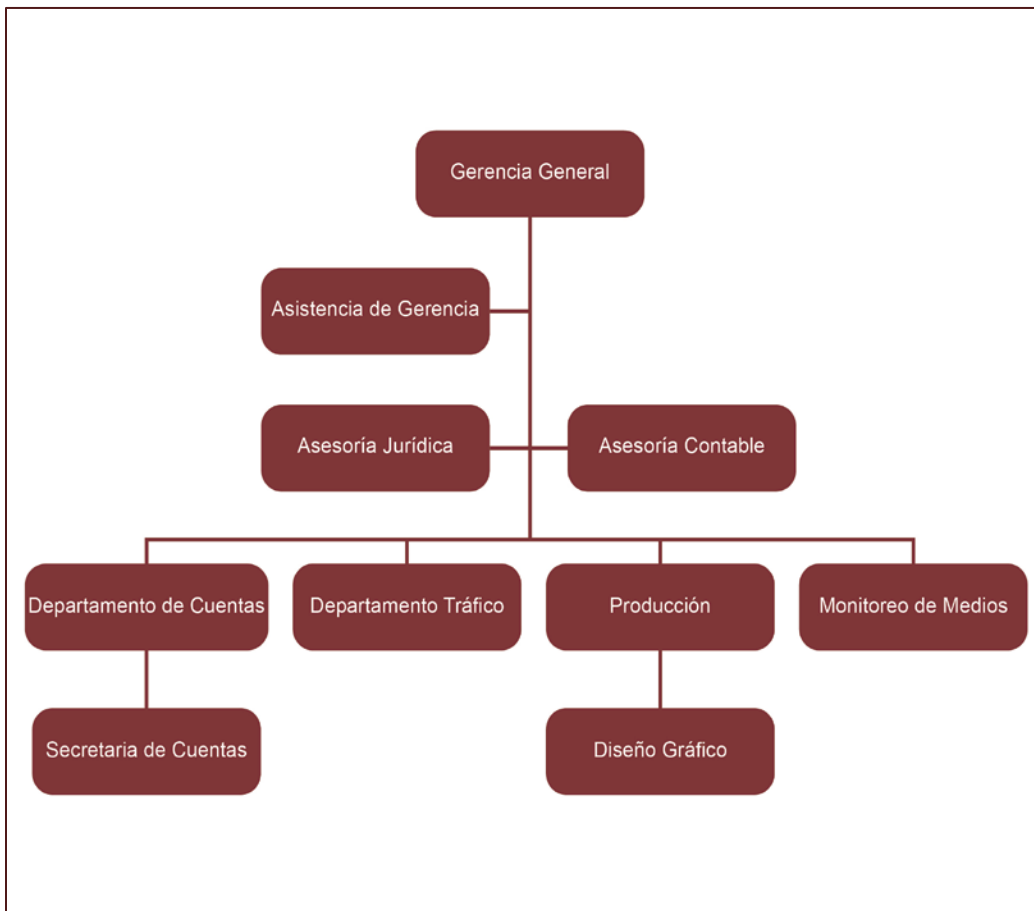 Gerencia General
Asistencia de Gerencia
Asesoría Jurídica
Asesoría Contable
Departamento de Cuentas
Departamento Tráfico
Producción
Monitoreo de Medios
Secretaria de Cuentas
Diseño Gráfico